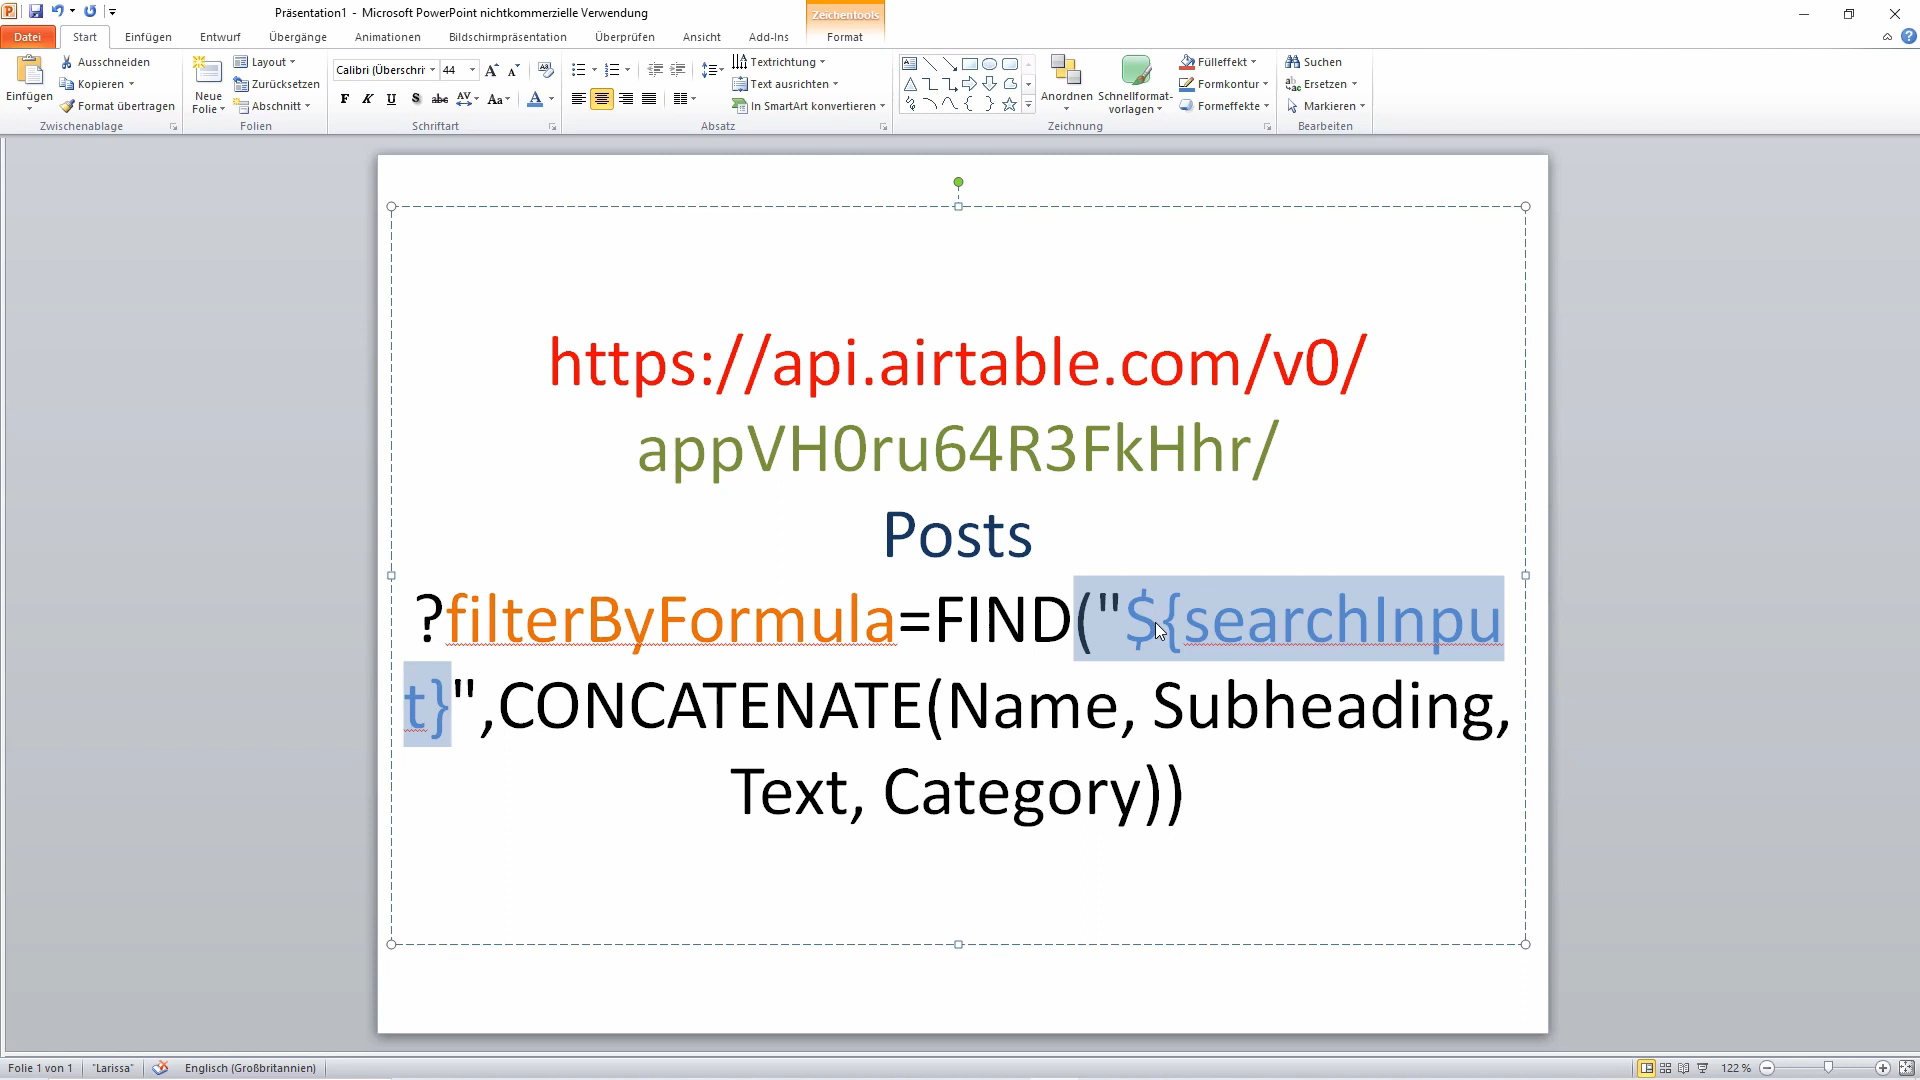 Präsentation1 - Microsoft PowerPoint nichtkommerzielle Verwendung
Zeichentools
Datei Start Einfügen Entwurf Übergänge Animationen Bildschirmpräsentation Überprüfen Ansicht Add-Ins Format
Einfügen
Ausschneiden
Kopieren
Format übertragen
Zwischenablage
Neue Folie
Layout
Zurücksetzen
Abschnitt
Folien
Calibri (Überschri 44
F K U S abc AV Aa A
Schriftart
Textrichtung
Text ausrichten
In SmartArt konvertieren
Absatz
Anordnen
Schnellformat-
vorlagen
Fülleffekt
Formkontur
Formeffekte
Zeichnung
Suchen
Ersetzen
Markieren
Bearbeiten
https://api.airtable.com/v0/
appVH0ru64R3FkHhr/
Posts
?filterByFormula=FIND("${searchInpu
t}",CONCATENATE(Name, Subheading,
Text, Category))
Folie 1 von 1 "Larissa" Englisch (Großbritannien) 122 %